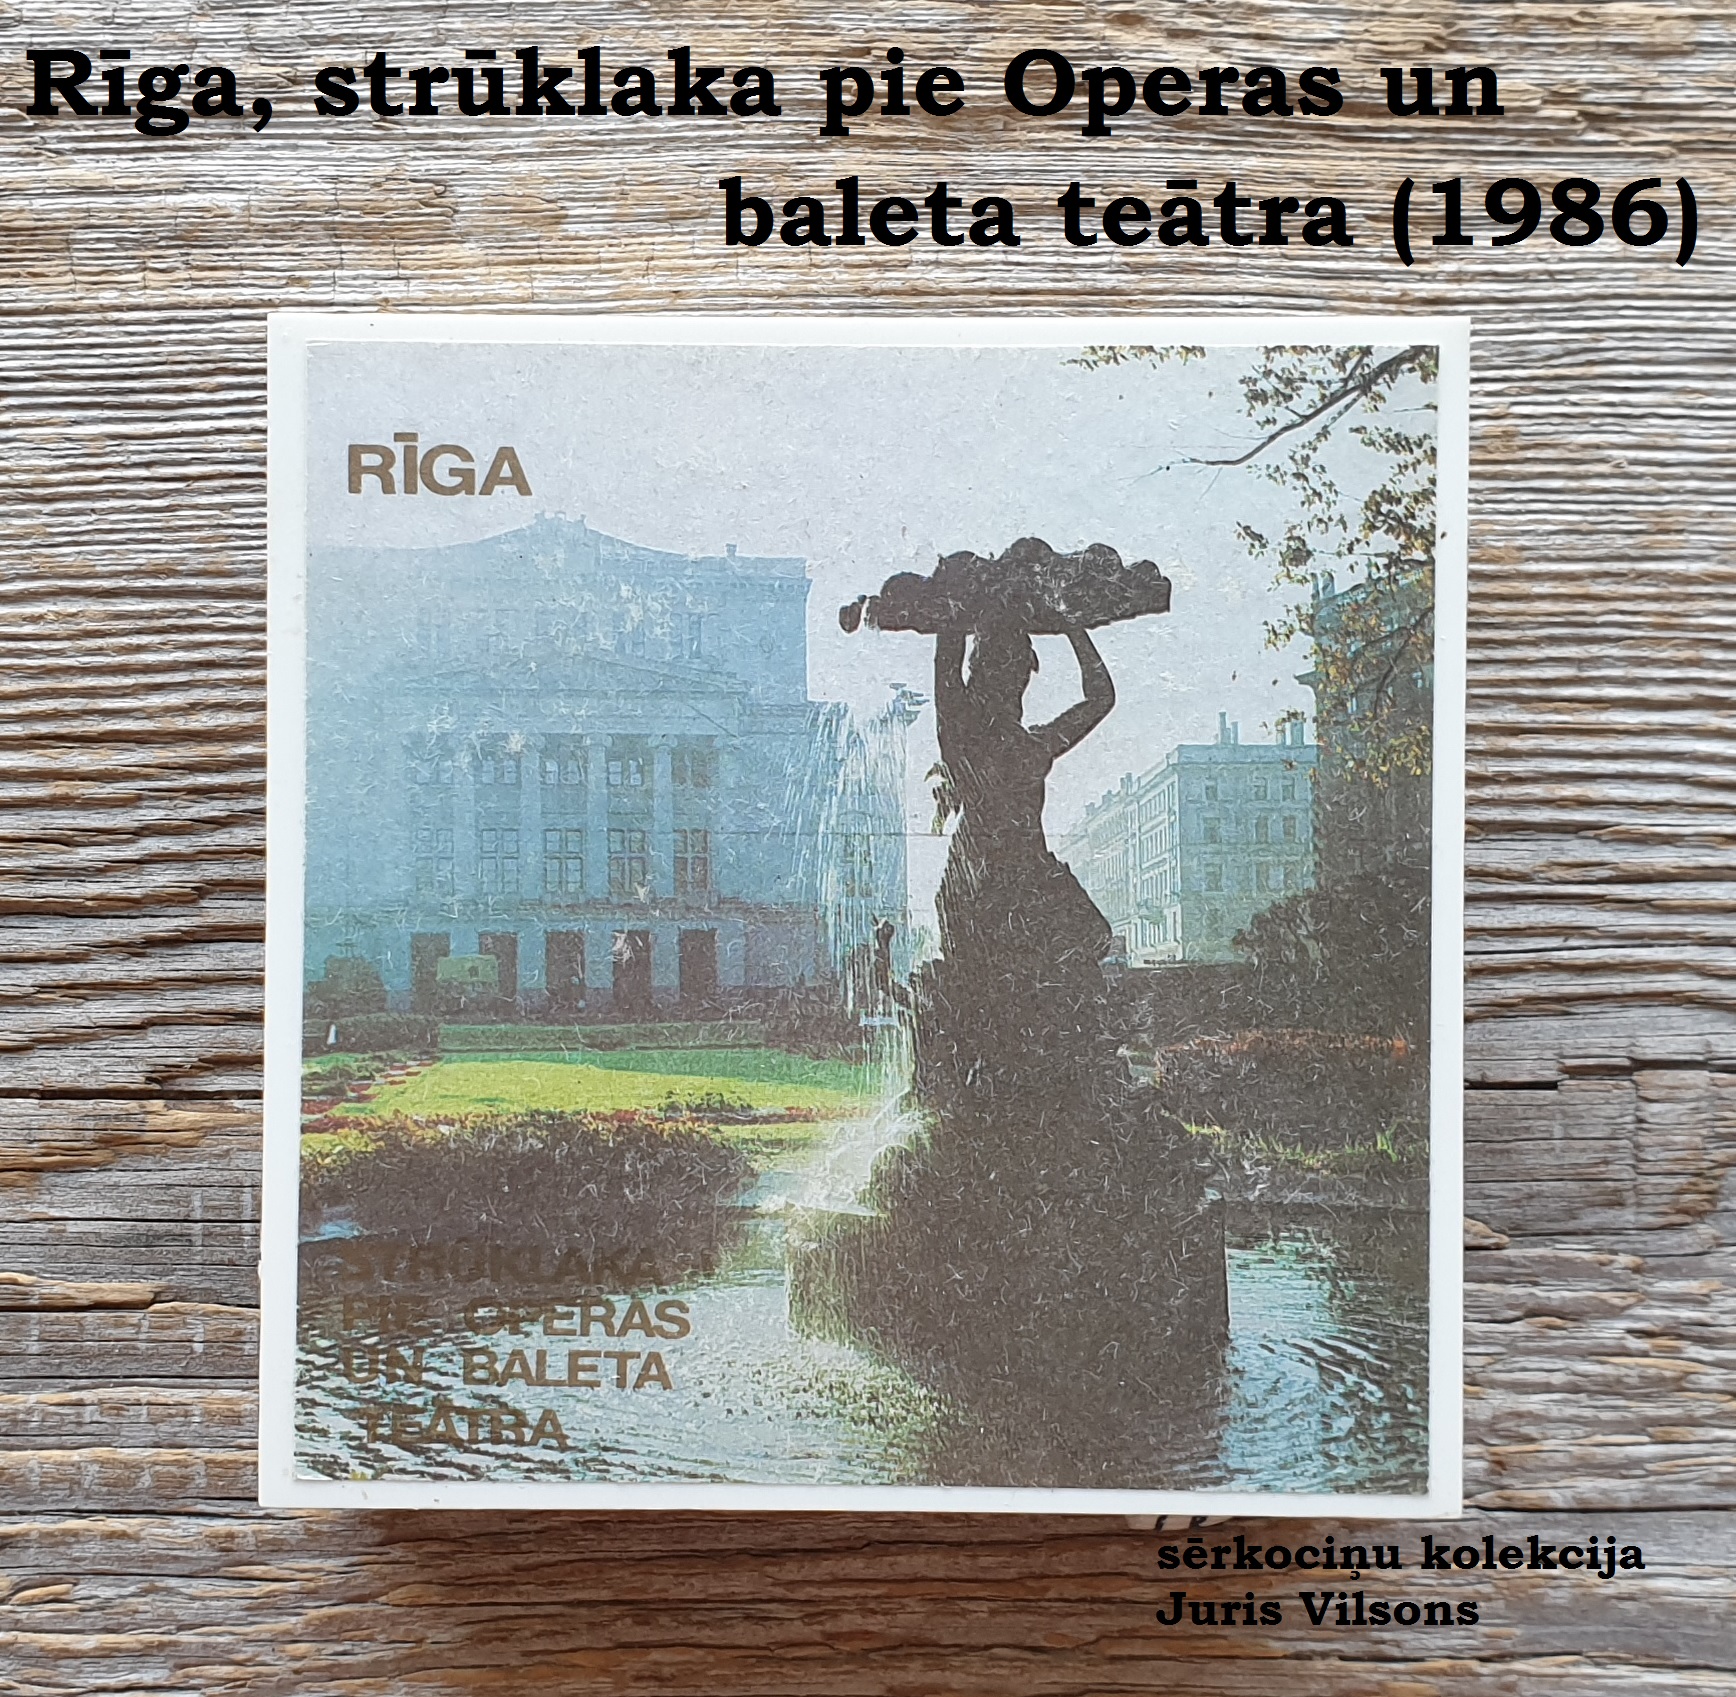 Rīga, strūklaka pie Operas un
baleta teātra (1986)
RĪGA
STRŪKLAKA
PIE OPERAS
UN BALETA
TEĀTRA
sērkociņu kolekcija
Juris Vilsons